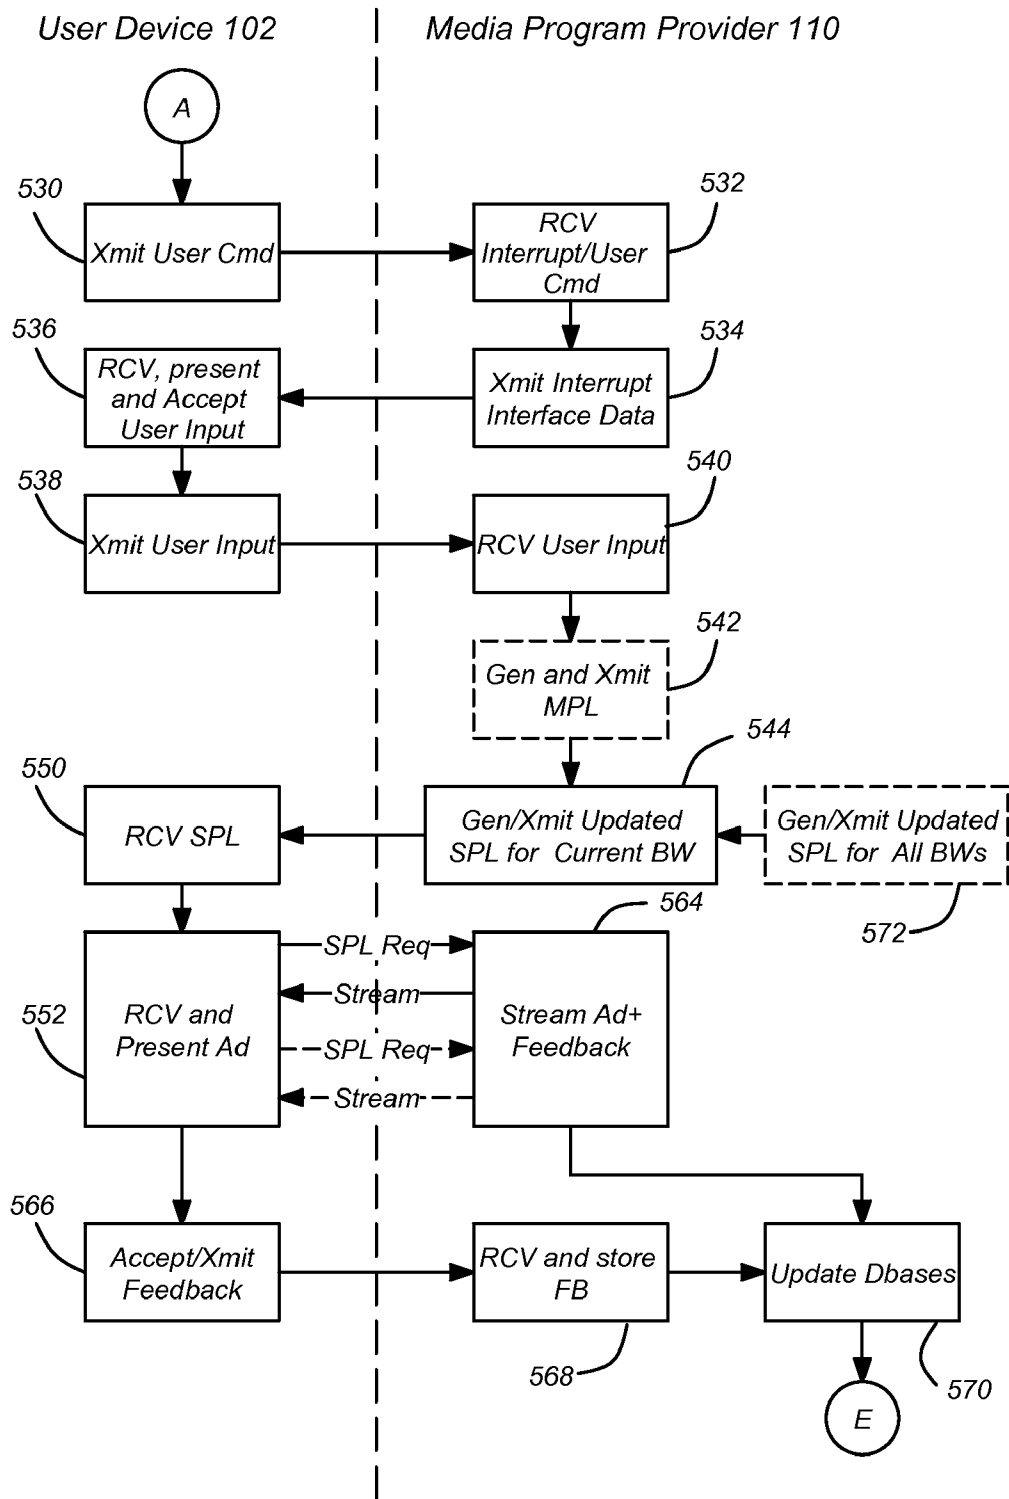 User Device 102
Media Program Provider 110
A
530
Xmit User Cmd
532
RCV
Interrupt/User
Cmd
536
RCV, present
and Accept
User Input
534
Xmit Interrupt
Interface Data
538
Xmit User Input
540
RCV User Input
542
Gen and Xmit
MPL
544
550
RCV SPL
Gen/Xmit Updated
SPL for Current BW
Gen/Xmit Updated
SPL for All BWs
572
564
552
RCV and
Present Ad
SPL Req
Stream
SPL Req
Stream
Stream Ad+
Feedback
566
Accept/Xmit
Feedback
RCV and store
FB
568
Update Dbases
570
E